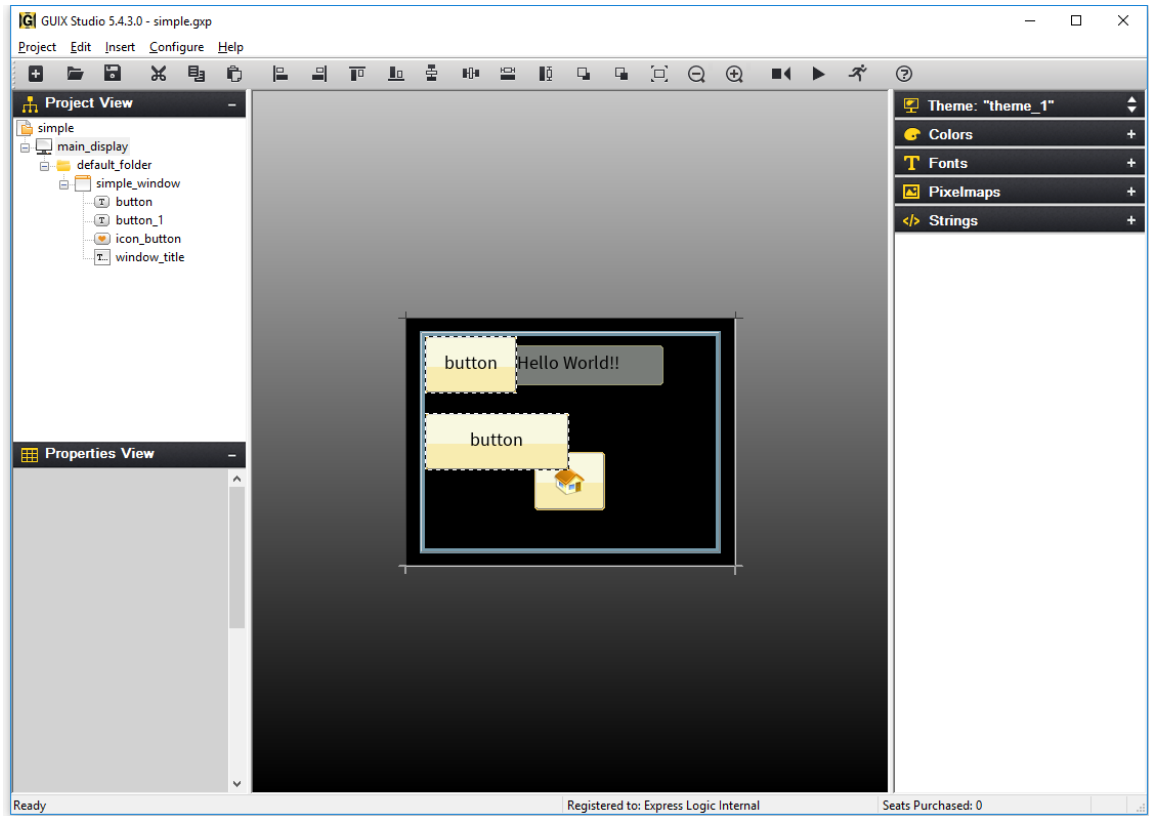 GUIX Studio 5.4.3.0 - simple.gxp
Project Edit Insert Configure Help
Project View
simple
main_display
default_folder
simple_window
button
button_1
icon_button
window_title
Properties View
button
Hello World!!
button
Theme: "theme_1"
Colors
Fonts
Pixelmaps
Strings
Ready
Registered to: Express Logic Internal
Seats Purchased: 0